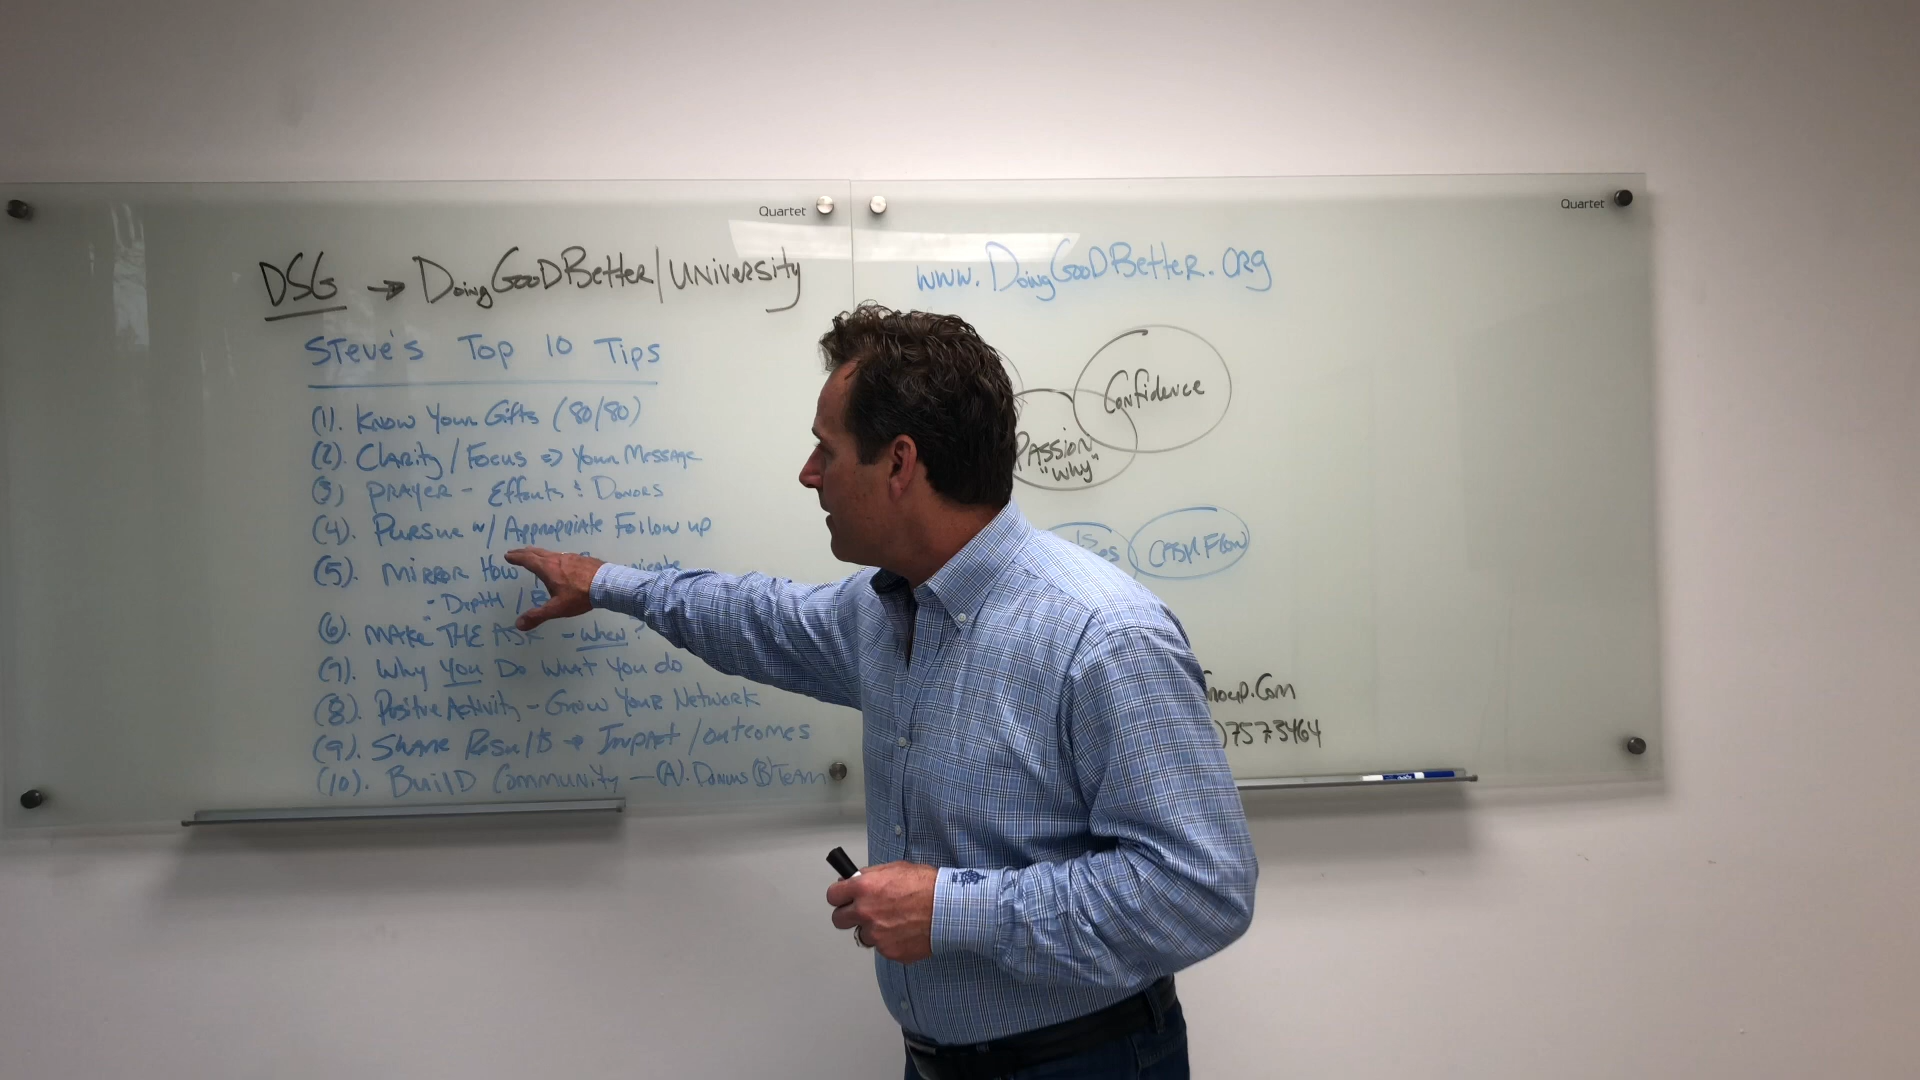 Quartet
Quartet
DSG → DoingGooDBetter/University
www.DoingGooDBetter.org
Steve's Top 10 Tips
(1). Know Your Gifts (80/80)
(2). Clarity / Focus => Your Message
(3) PRAYER - Efforts & Donors
(4). Pursue w/ Appropriate Follow up
(5). MIRROR How
- Depth /
(6). MAKE "THE ASK" - When?
(7). Why You Do What You do
(8). Positive Activity - Grow Your Network
(9). Share Results → Impact / outcomes
(10). BuilD Community - (A). Donors (B) TEAM
Confidence
PASSION
"Why"
CASH Flow
Group.Com
)757-3464